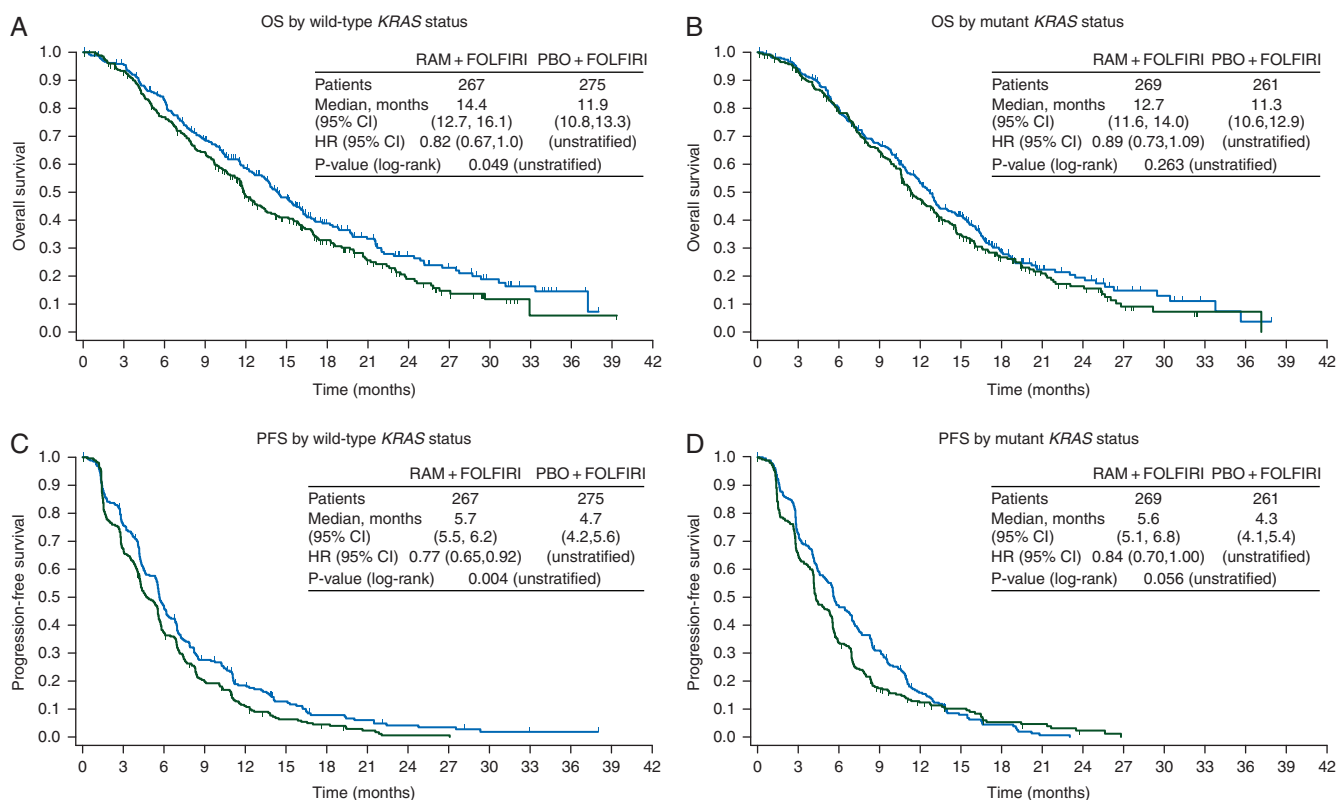 A
OS by wild-type KRAS status
Overall survival
1.0
0.9
0.8
0.7
0.6
0.5
0.4
0.3
0.2
0.1
0.0
RAM + FOLFIRI PBO + FOLFIRI
Patients 267 275
Median, months 14.4 11.9
(95% CI) (12.7, 16.1) (10.8,13.3)
HR (95% CI) 0.82 (0.67,1.0) (unstratified)
P-value (log-rank) 0.049 (unstratified)
0 3 6 9 12 15 18 21 24 27 30 33 36 39 42
Time (months)
B
OS by mutant KRAS status
Overall survival
1.0
0.9
0.8
0.7
0.6
0.5
0.4
0.3
0.2
0.1
0.0
RAM + FOLFIRI PBO + FOLFIRI
Patients 269 261
Median, months 12.7 11.3
(95% CI) (11.6, 14.0) (10.6,12.9)
HR (95% CI) 0.89 (0.73,1.09) (unstratified)
P-value (log-rank) 0.263 (unstratified)
0 3 6 9 12 15 18 21 24 27 30 33 36 39 42
Time (months)
C
PFS by wild-type KRAS status
Progression-free survival
1.0
0.9
0.8
0.7
0.6
0.5
0.4
0.3
0.2
0.1
0.0
RAM + FOLFIRI PBO + FOLFIRI
Patients 267 275
Median, months 5.7 4.7
(95% CI) (5.5, 6.2) (4.2,5.6)
HR (95% CI) 0.77 (0.65,0.92) (unstratified)
P-value (log-rank) 0.004 (unstratified)
0 3 6 9 12 15 18 21 24 27 30 33 36 39 42
Time (months)
D
PFS by mutant KRAS status
Progression-free survival
1.0
0.9
0.8
0.7
0.6
0.5
0.4
0.3
0.2
0.1
0.0
RAM + FOLFIRI PBO + FOLFIRI
Patients 269 261
Median, months 5.6 4.3
(95% CI) (5.1, 6.8) (4.1,5.4)
HR (95% CI) 0.84 (0.70,1.00) (unstratified)
P-value (log-rank) 0.056 (unstratified)
0 3 6 9 12 15 18 21 24 27 30 33 36 39 42
Time (months)